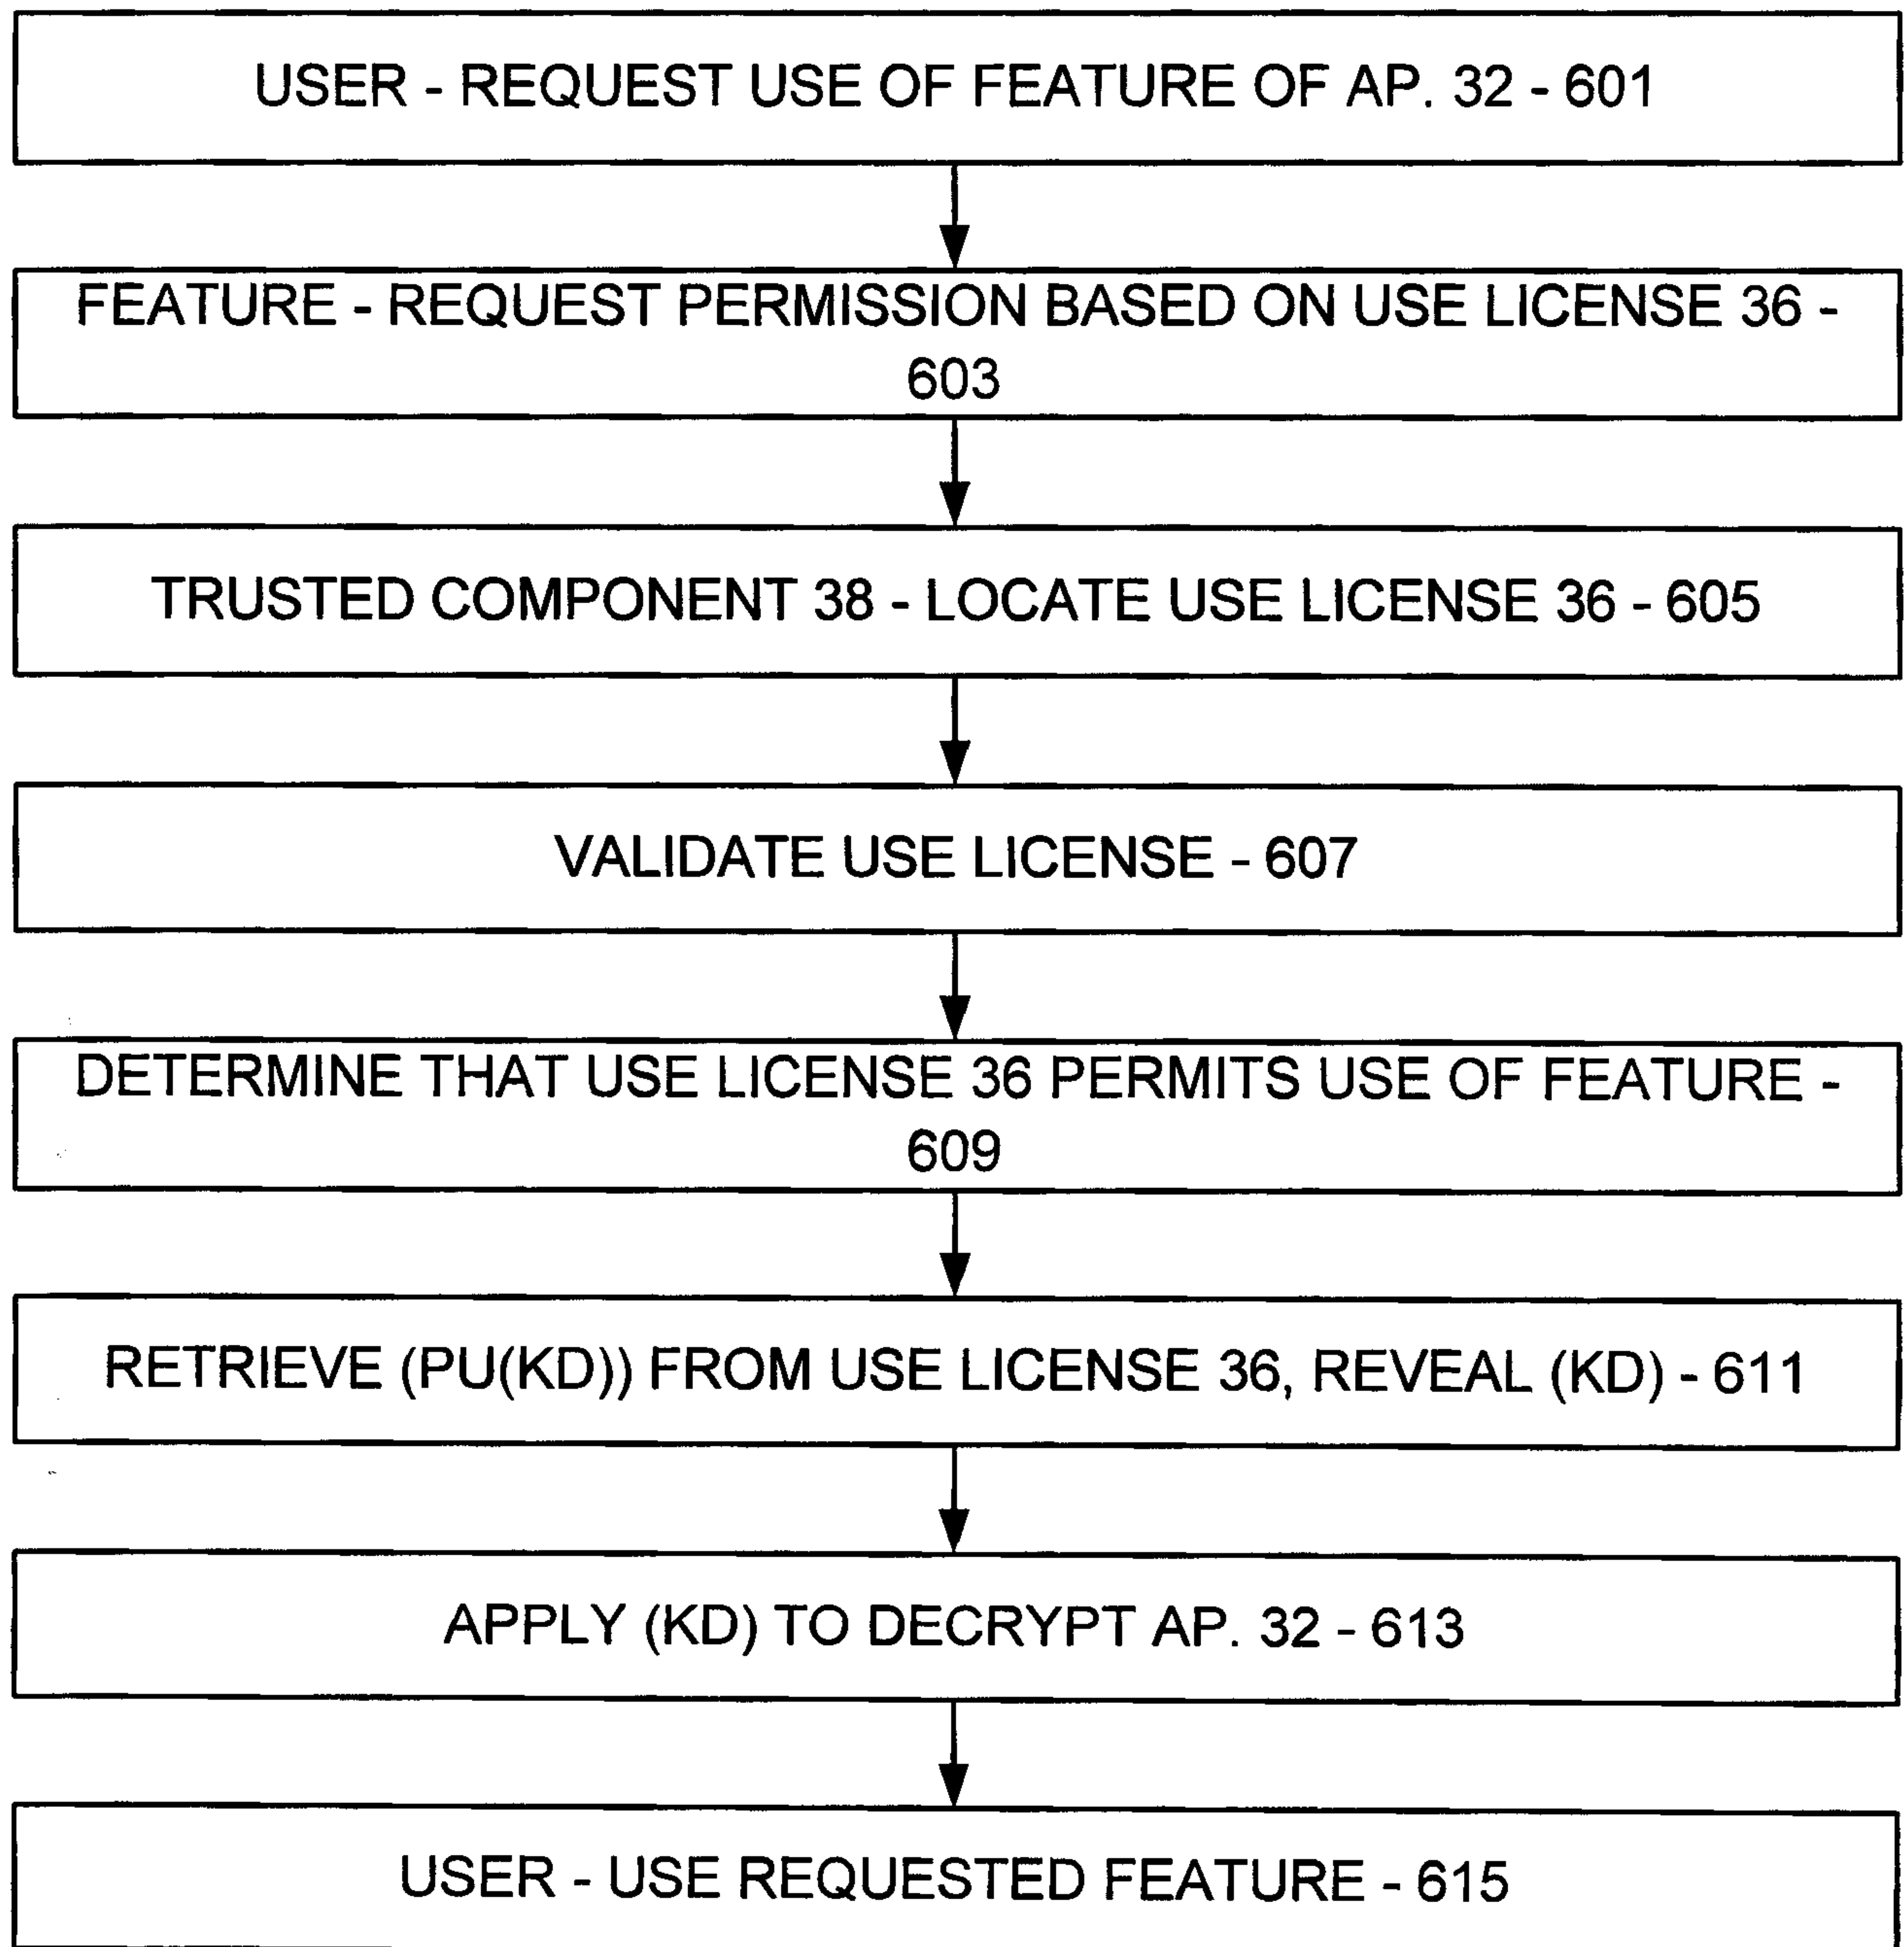 USER - REQUEST USE OF FEATURE OF AP. 32 - 601
FEATURE - REQUEST PERMISSION BASED ON USE LICENSE 36 -
603
TRUSTED COMPONENT 38 - LOCATE USE LICENSE 36 - 605
VALIDATE USE LICENSE - 607
DETERMINE THAT USE LICENSE 36 PERMITS USE OF FEATURE -
609
RETRIEVE (PU(KD)) FROM USE LICENSE 36, REVEAL (KD) - 611
APPLY (KD) TO DECRYPT AP. 32 - 613
USER - USE REQUESTED FEATURE - 615